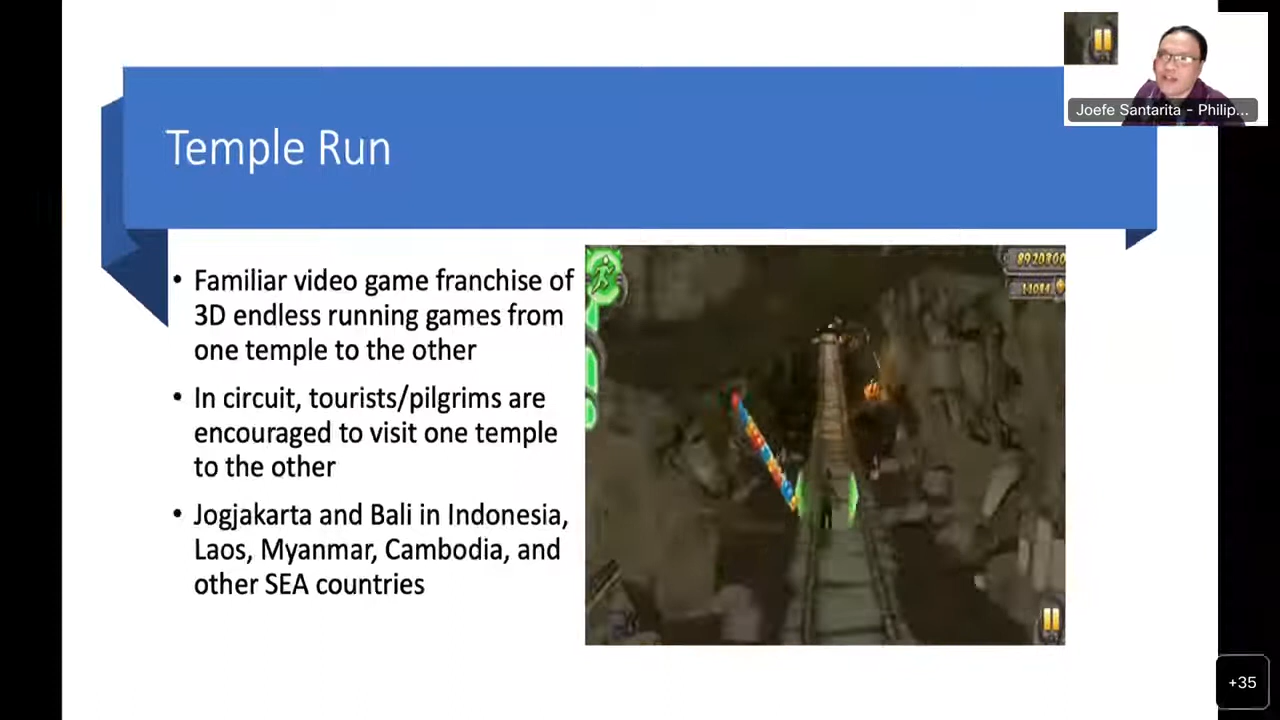 Joefe Santarita - Philip...
Temple Run
• Familiar video game franchise of
3D endless running games from
one temple to the other
• In circuit, tourists/pilgrims are
encouraged to visit one temple
to the other
• Jogjakarta and Bali in Indonesia,
Laos, Myanmar, Cambodia, and
other SEA countries
8920800
14084
+35